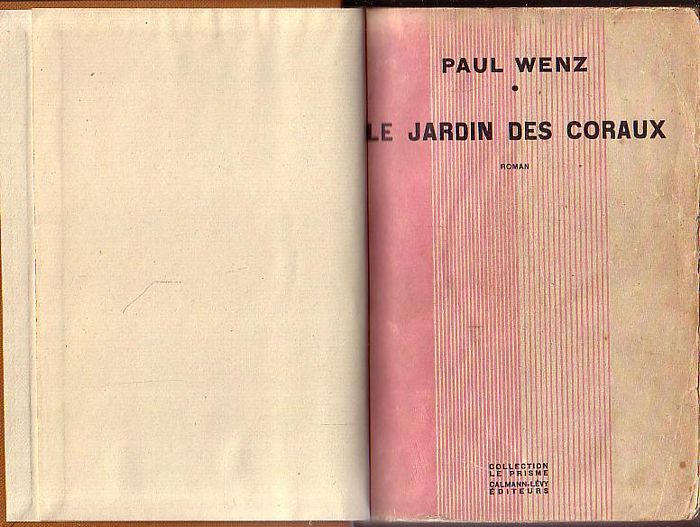 PAUL WENZ
LE JARDIN DES CORAUX
ROMAN
COLLECTION
LE PRISME
CALMANN-LÉVY
ÉDITEURS